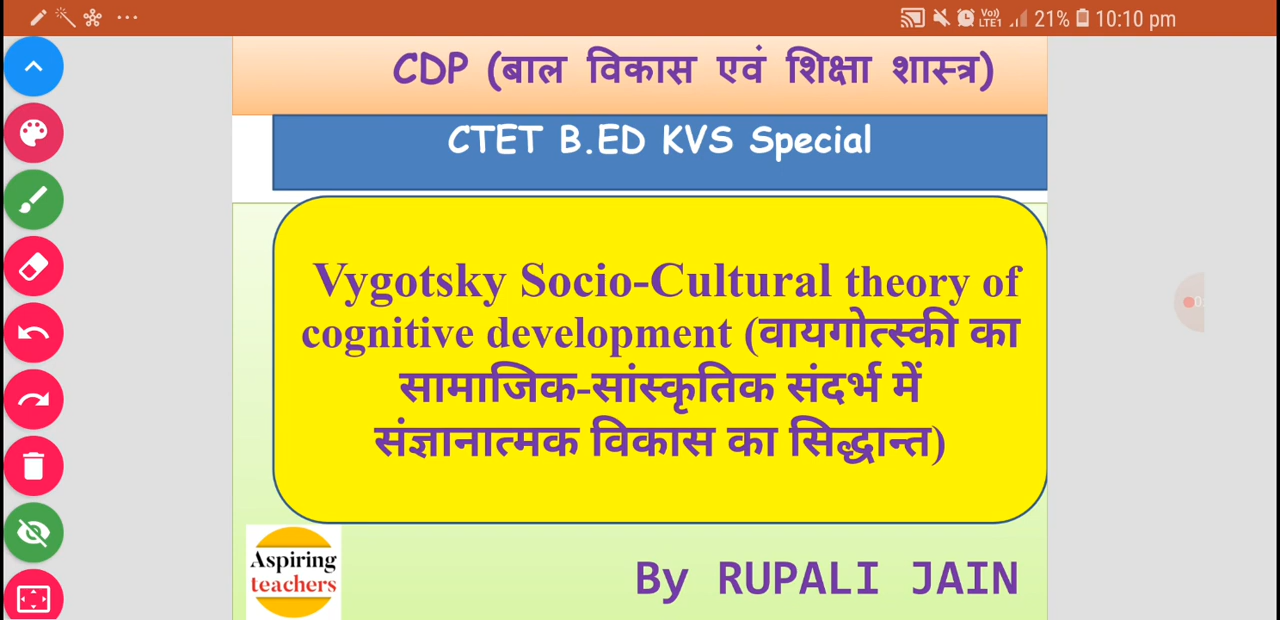 21% 10:10 pm
CDP (बाल विकास एवं शिक्षा शास्त्र)
CTET B.ED KVS Special
Vygotsky Socio-Cultural theory of
cognitive development (वायगोत्स्की का
सामाजिक-सांस्कृतिक संदर्भ में
संज्ञानात्मक विकास का सिद्धान्त)
Aspiring
teachers
By RUPALI JAIN